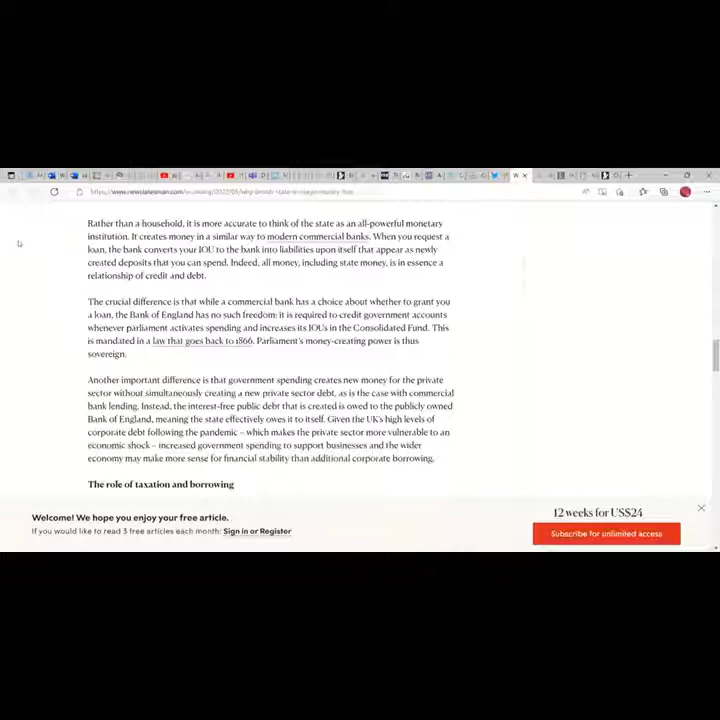 Rather than a household, it is more accurate to think of the state as an all-powerful monetary
institution. It creates money in a similar way to modern commercial banks. When you request a
loan, the bank converts your IOU to the bank into liabilities upon itself that appear as newly
created deposits that you can spend. Indeed, all money, including state money, is in essence a
relationship of credit and debt.
The crucial difference is that while a commercial bank has a choice about whether to grant you
a loan, the Bank of England has no such freedom: it is required to credit government accounts
whenever parliament activates spending and increases its IOUs in the Consolidated Fund. This
is mandated in a law that goes back to 1866. Parliament's money-creating power is thus
sovereign.
Another important difference is that government spending creates new money for the private
sector without simultaneously creating a new private sector debt, as is the case with commercial
bank lending. Instead, the interest-free public debt that is created is owed to the publicly owned
Bank of England, meaning the state effectively owes it to itself. Given the UK's high levels of
corporate debt following the pandemic – which makes the private sector more vulnerable to an
economic shock – increased government spending to support businesses and the wider
economy may make more sense for financial stability than additional corporate borrowing.
The role of taxation and borrowing
Welcome! We hope you enjoy your free article.
If you would like to read 3 free articles each month: Sign in or Register
12 weeks for US$24
Subscribe for unlimited access